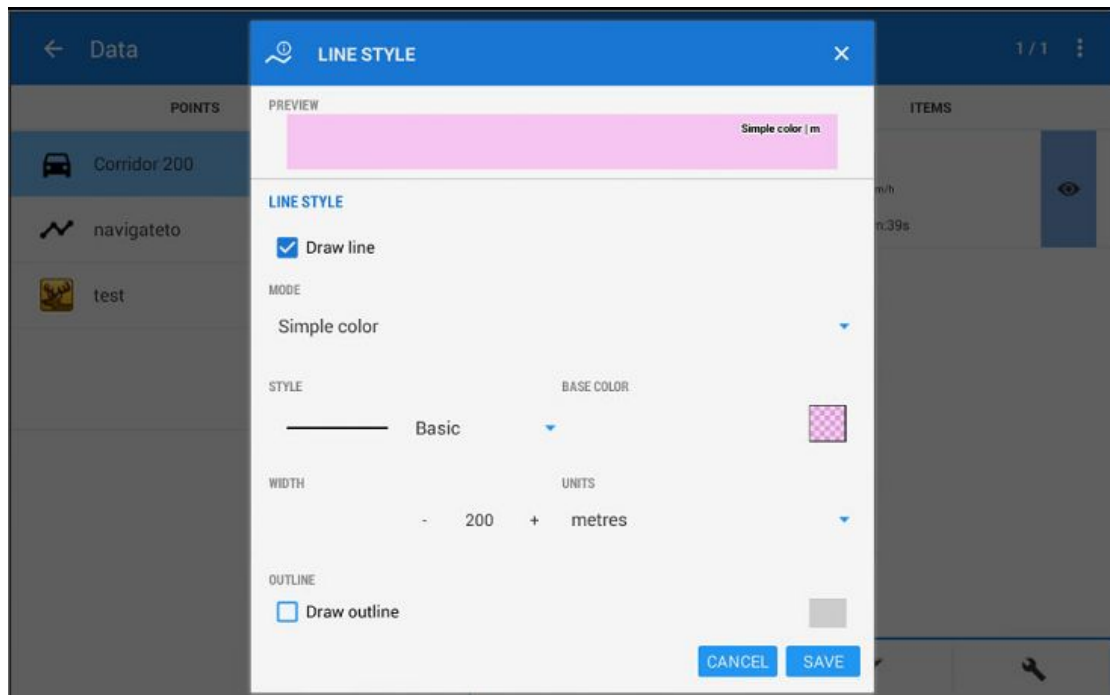 Data
1 / 1
POINTS
ITEMS
Corridor 200
navigateto
test
m/h
n:39s
LINE STYLE
PREVIEW
Simple color | m
LINE STYLE
Draw line
MODE
Simple color
STYLE
BASE COLOR
Basic
WIDTH
UNITS
- 200 +
metres
OUTLINE
Draw outline
CANCEL
SAVE